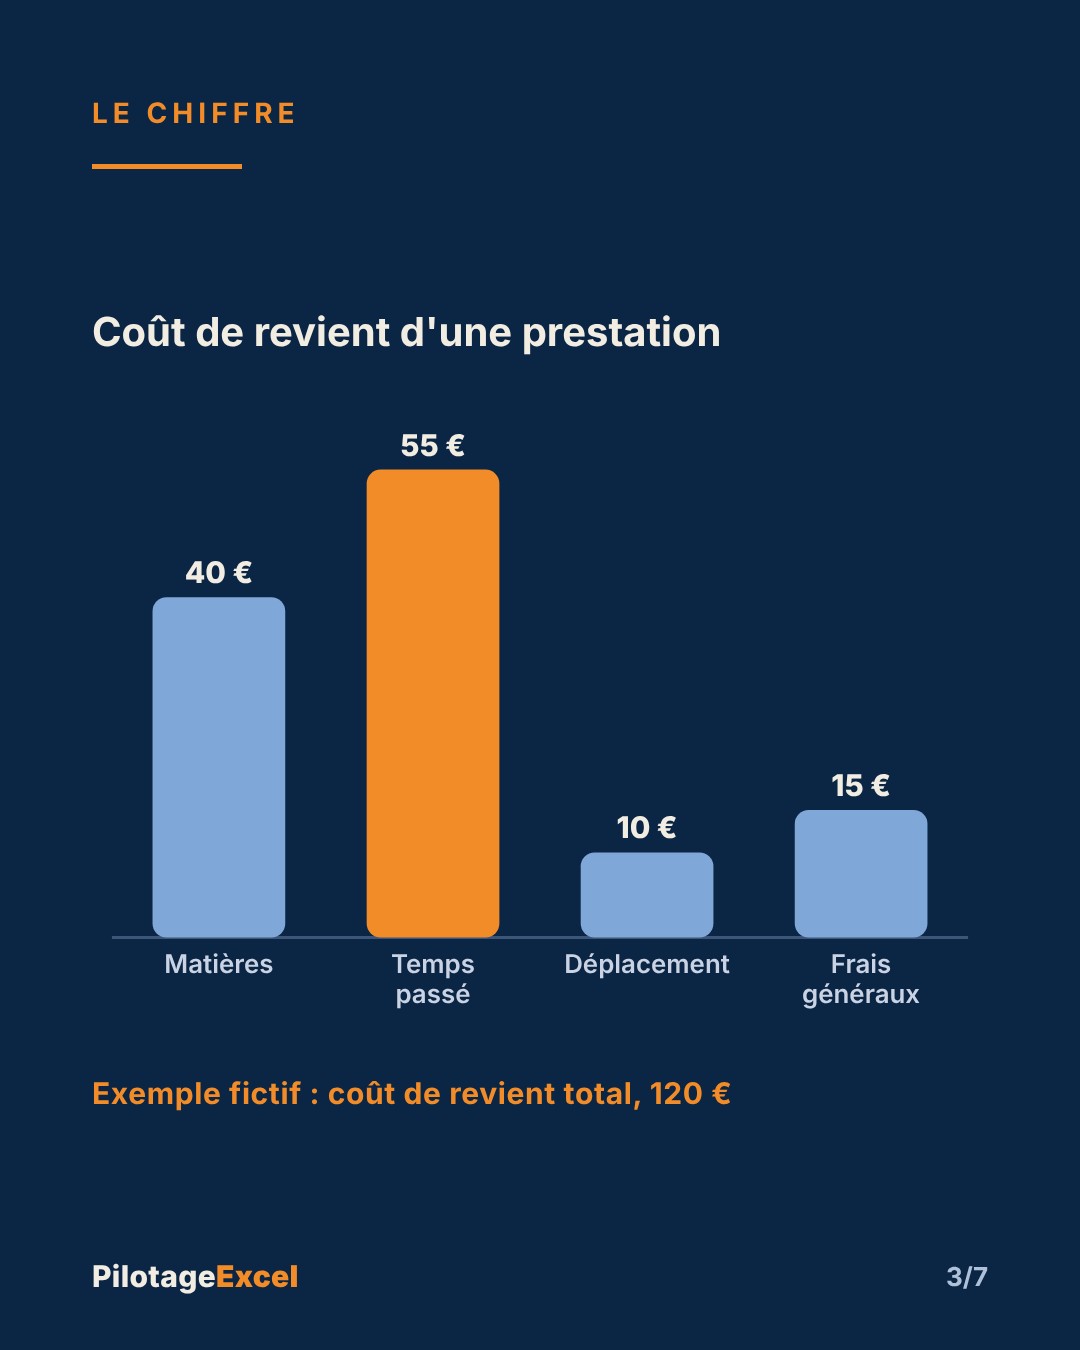 LE CHIFFRE
Coût de revient d'une prestation
55 €
40 €
15 €
10 €
Matières
Temps
passé
Déplacement
Frais
généraux
Exemple fictif : coût de revient total, 120 €
PilotageExcel
3/7